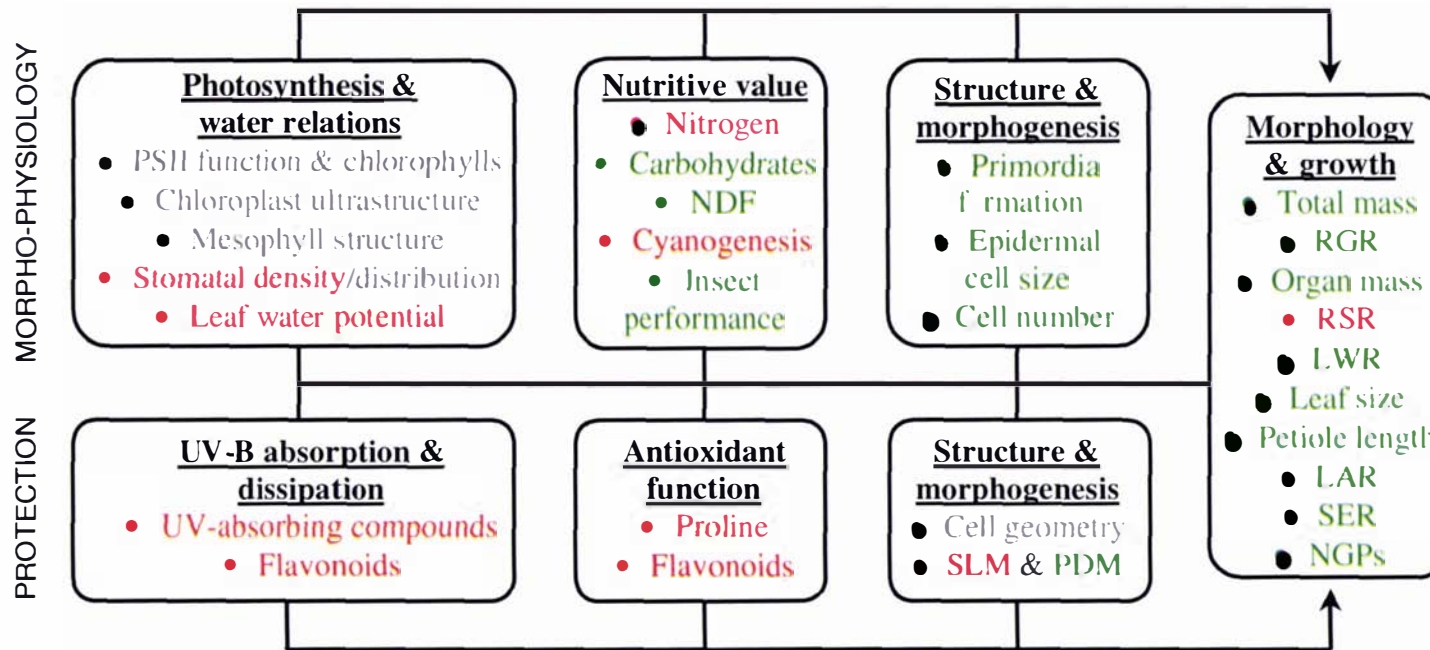 MORPHO-PHYSIOLOGY
Photosynthesis &
water relations
• PSII function & chlorophylls
• Chloroplast ultrastructure
• Mesophyll structure
• Stomatal density/distribution
• Leaf water potential
Nutritive value
• Nitrogen
• Carbohydrates
• NDF
• Cyanogenesis
• Insect
performance
Structure &
morphogenesis
• Primordia
f rmation
• Epidermal
cell size
• Cell number
Morphology
& growth
• Total mass
• RGR
• Organ mass
• RSR
• LWR
• Leaf size
• Petiole length
• LAR
• SER
• NGPs
PROTECTION
UV-B absorption &
dissipation
• UV-absorbing compounds
• Flavonoids
Antioxidant
function
• Proline
• Flavonoids
Structure &
morphogenesis
• Cell geometry
• SLM & PDM